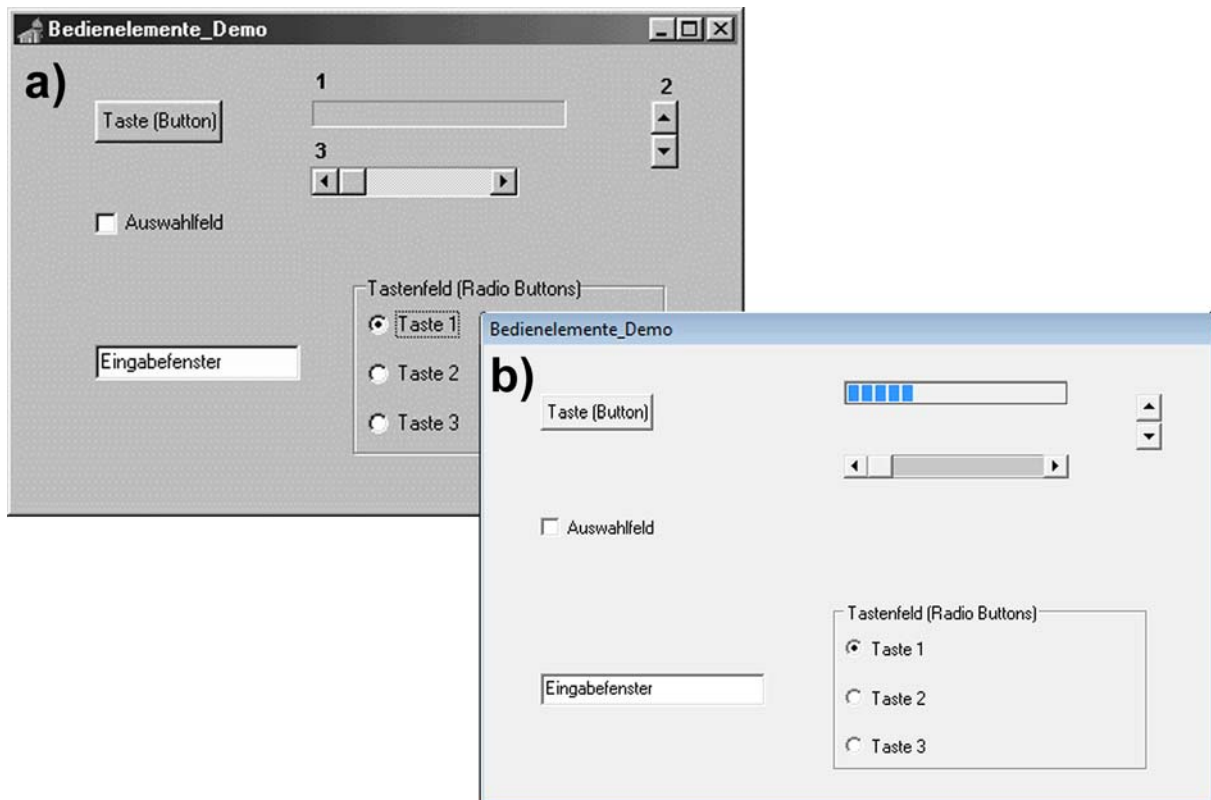 Bedienelemente_Demo
a)
1
2
Taste (Button)
3
Auswahlfeld
Tastenfeld (Radio Buttons)
Taste 1
Eingabefenster
Taste 2
Taste 3
Bedienelemente_Demo
b)
Taste (Button)
Auswahlfeld
Tastenfeld (Radio Buttons)
Taste 1
Eingabefenster
Taste 2
Taste 3